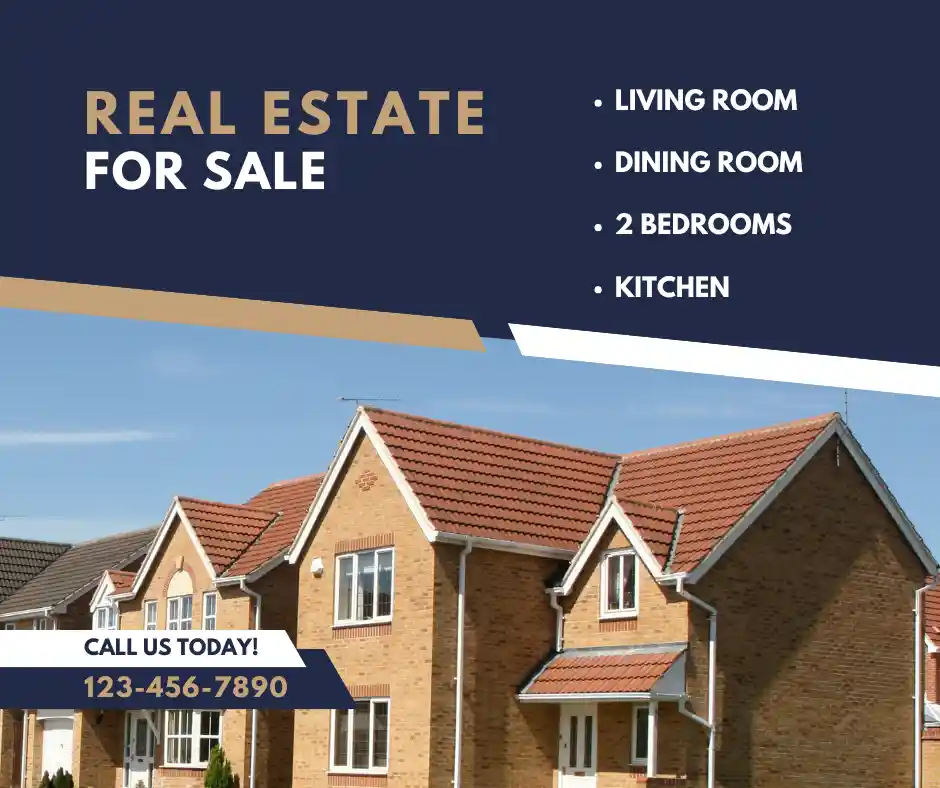 REAL ESTATE
FOR SALE
• LIVING ROOM
• DINING ROOM
• 2 BEDROOMS
• KITCHEN
CALL US TODAY!
123-456-7890